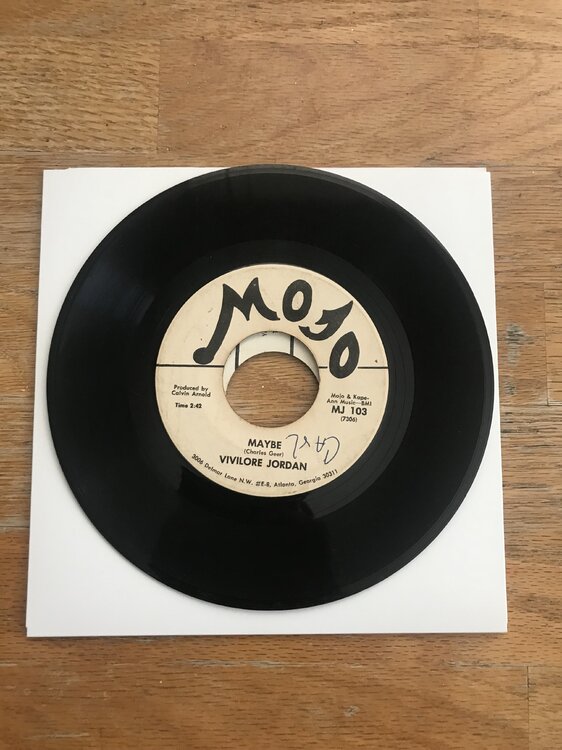 MOJO
Produced by
Calvin Arnold
Time 2:42
Mojo & Kape-
Ann Music—BMI
MJ 103
(7306)
MAYBE
(Charles Geer)
VIVILORE JORDAN
3006 Delmar Lane N.W. #E-8, Atlanta, Georgia 30311